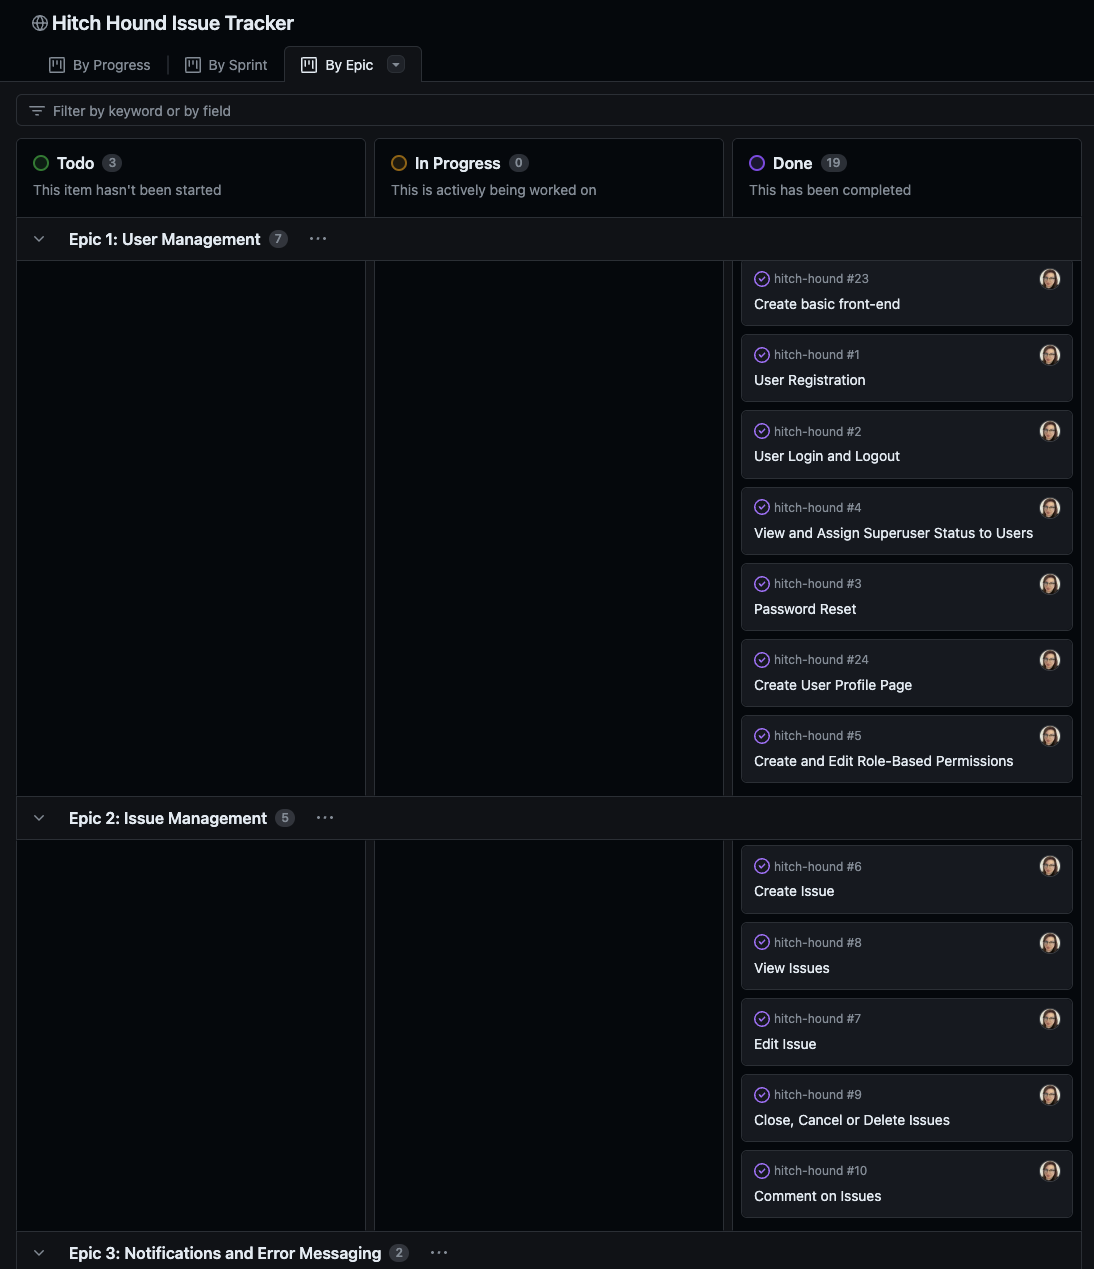 Hitch Hound Issue Tracker
By Progress
By Sprint
By Epic
Filter by keyword or by field
Todo 3
This item hasn't been started
In Progress 0
This is actively being worked on
Done 19
This has been completed
Epic 1: User Management 7 ...
hitch-hound #23
Create basic front-end
hitch-hound #1
User Registration
hitch-hound #2
User Login and Logout
hitch-hound #4
View and Assign Superuser Status to Users
hitch-hound #3
Password Reset
hitch-hound #24
Create User Profile Page
hitch-hound #5
Create and Edit Role-Based Permissions
Epic 2: Issue Management 5 ...
hitch-hound #6
Create Issue
hitch-hound #8
View Issues
hitch-hound #7
Edit Issue
hitch-hound #9
Close, Cancel or Delete Issues
hitch-hound #10
Comment on Issues
Epic 3: Notifications and Error Messaging 2 ...